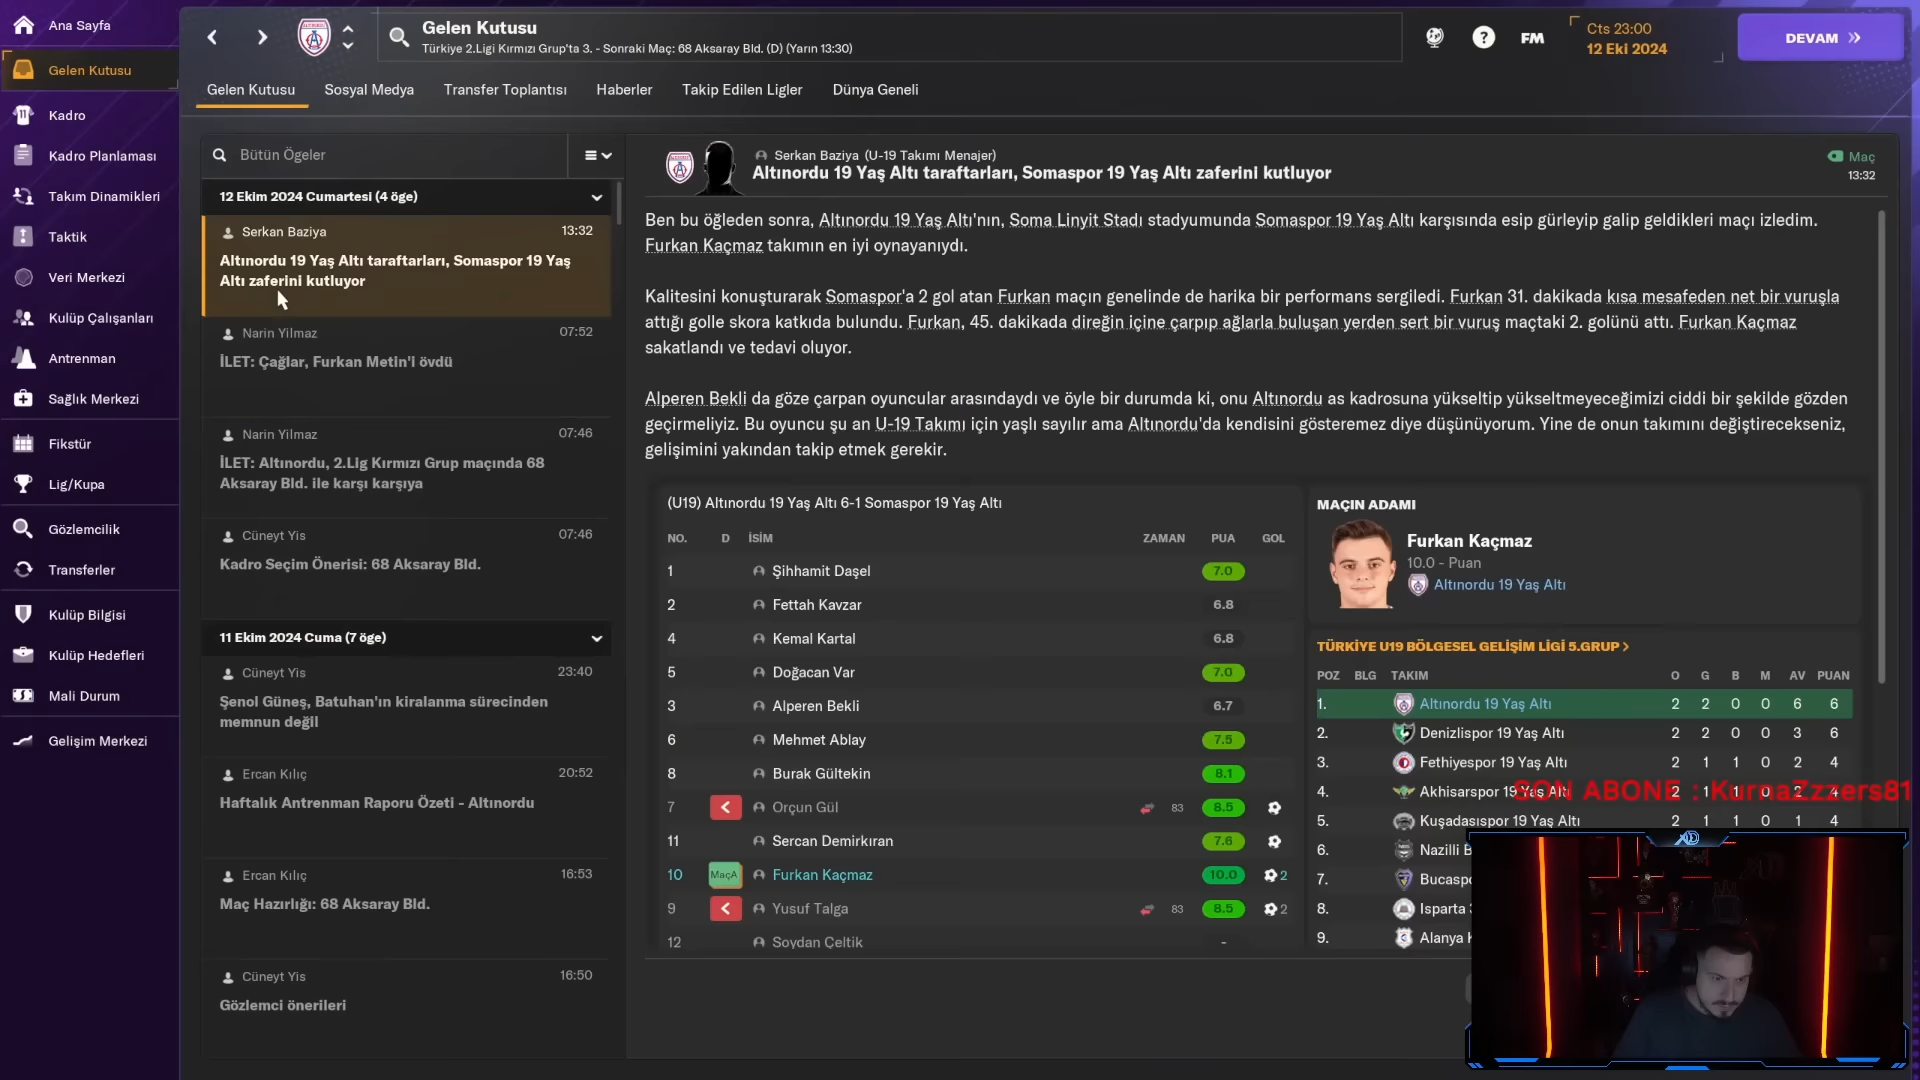 Ana Sayfa
Gelen Kutusu
Kadro
Kadro Planlaması
Takım Dinamikleri
Taktik
Veri Merkezi
Kulüp Çalışanları
Antrenman
Sağlık Merkezi
Fikstür
Lig/Kupa
Gözlemcilik
Transferler
Kulüp Bilgisi
Kulüp Hedefleri
Mali Durum
Gelişim Merkezi
Gelen Kutusu
Türkiye 2.Ligi Kırmızı Grup'ta 3. - Sonraki Maç: 68 Aksaray Bld. (D) (Yarın 13:30)
FM
Cts 23:00
12 Eki 2024
DEVAM
Gelen Kutusu Sosyal Medya Transfer Toplantısı Haberler Takip Edilen Ligler Dünya Geneli
Bütün Ögeler
12 Ekim 2024 Cumartesi (4 öge)
Serkan Baziya 13:32
Altınordu 19 Yaş Altı taraftarları, Somaspor 19 Yaş
Altı zaferini kutluyor
Narin Yilmaz 07:52
İLET: Çağlar, Furkan Metin'i övdü
Narin Yilmaz 07:46
İLET: Altınordu, 2.Lig Kırmızı Grup maçında 68
Aksaray Bld. ile karşı karşıya
Cüneyt Yis 07:46
Kadro Seçim Önerisi: 68 Aksaray Bld.
11 Ekim 2024 Cuma (7 öge)
Cüneyt Yis 23:40
Şenol Güneş, Batuhan'ın kiralanma sürecinden
memnun değil
Ercan Kılıç 20:52
Haftalık Antrenman Raporu Özeti - Altınordu
Ercan Kılıç 16:53
Maç Hazırlığı: 68 Aksaray Bld.
Cüneyt Yis 16:50
Gözlemci önerileri
Serkan Baziya (U-19 Takımı Menajer)
Altınordu 19 Yaş Altı taraftarları, Somaspor 19 Yaş Altı zaferini kutluyor
Maç
13:32
Ben bu öğleden sonra, Altınordu 19 Yaş Altı'nın, Soma Linyit Stadı stadyumunda Somaspor 19 Yaş Altı karşısında esip gürleyip galip geldikleri maçı izledim.
Furkan Kaçmaz takımın en iyi oynayanıydı.
Kalitesini konuşturarak Somaspor'a 2 gol atan Furkan maçın genelinde de harika bir performans sergiledi. Furkan 31. dakikada kısa mesafeden net bir vuruşla
attığı golle skora katkıda bulundu. Furkan, 45. dakikada direğin içine çarpıp ağlarla buluşan yerden sert bir vuruş maçtaki 2. golünü attı. Furkan Kaçmaz
sakatlandı ve tedavi oluyor.
Alperen Bekli da göze çarpan oyuncular arasındaydı ve öyle bir durumda ki, onu Altınordu as kadrosuna yükseltip yükseltmeyeceğimizi ciddi bir şekilde gözden
geçirmeliyiz. Bu oyuncu şu an U-19 Takımı için yaşlı sayılır ama Altınordu'da kendisini gösteremez diye düşünüyorum. Yine de onun takımını değiştirecekseniz,
gelişimini yakından takip etmek gerekir.
(U19) Altınordu 19 Yaş Altı 6-1 Somaspor 19 Yaş Altı
NO. D İSİM ZAMAN PUA GOL
1 Şihhamit Daşel 7.0
2 Fettah Kavzar 6.8
4 Kemal Kartal 6.8
5 Doğacan Var 7.0
3 Alperen Bekli 6.7
6 Mehmet Ablay 7.5
8 Burak Gültekin 8.1
7 Orçun Gül 83 8.5
11 Sercan Demirkıran 7.6
10 MaçA Furkan Kaçmaz 10.0 2
9 Yusuf Talga 83 8.5 2
12 Soydan Çeltik -
MAÇIN ADAMI
Furkan Kaçmaz
10.0 - Puan
Altınordu 19 Yaş Altı
TÜRKİYE U19 BÖLGESEL GELİŞİM LİGİ 5.GRUP >
POZ BLG TAKIM O G B M AV PUAN
1. Altınordu 19 Yaş Altı 2 2 0 0 6 6
2. Denizlispor 19 Yaş Altı 2 2 0 0 3 6
3. Fethiyespor 19 Yaş Altı 2 1 1 0 2 4
4. Akhisarspor 19 Yaş Altı 2 1 1 0 2 4
SON ABONE : KurnaZzzers81
5. Kuşadasıspor 19 Yaş Altı 2 1 1 0 1 4
6. Nazilli B
7. Bucaspo
8. Isparta 3
9. Alanya K